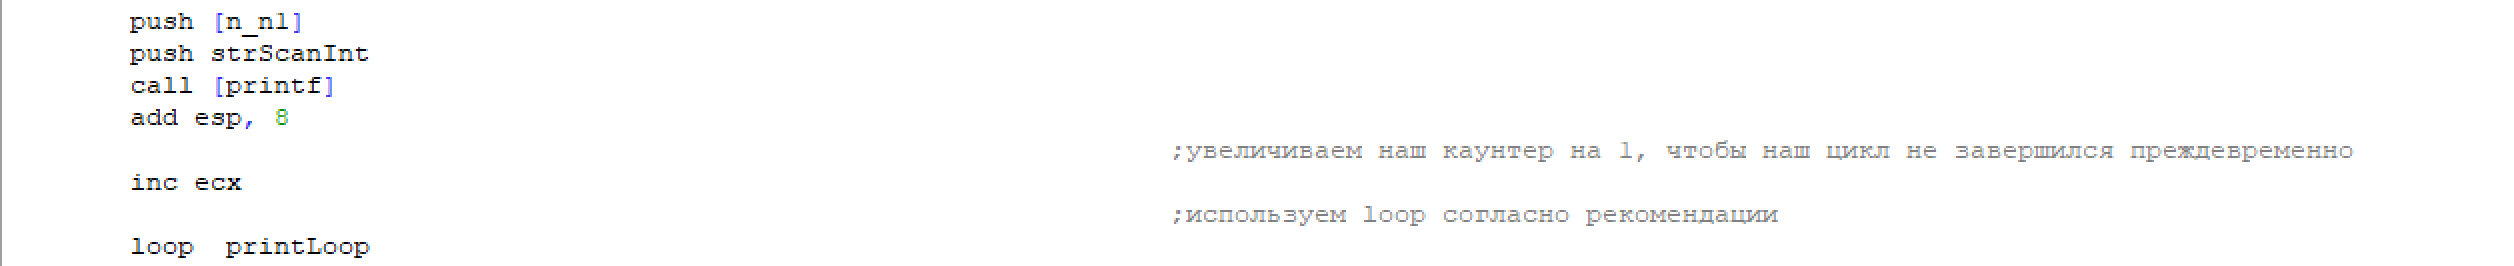 push [n_nl]
push strScanInt
call [printf]
add esp, 8
;увеличиваем наш каунтер на 1, чтобы наш цикл не завершился преждевременно
inc ecx
;используем loop согласно рекомендации
loop  printLoop